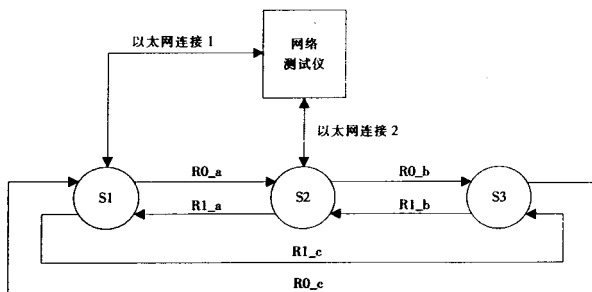 以太网连接 1
网络
测试仪
以太网连接 2
R0_a
R0_b
S1
S2
S3
R1_a
R1_b
R1_c
R0_c